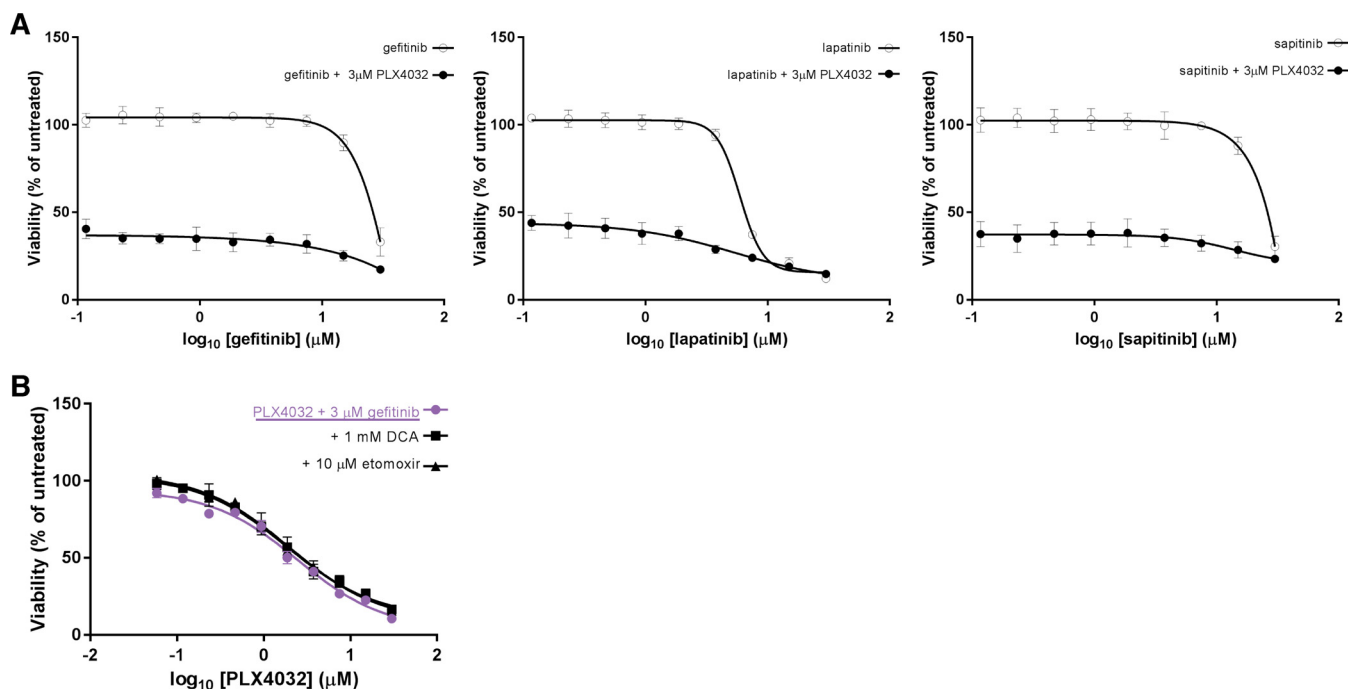 A
Viability (% of untreated)
150
100
50
0
gefitinib
gefitinib + 3μM PLX4032
-1
0
1
2
log₁₀ [gefitinib] (μM)
Viability (% of untreated)
150
100
50
0
lapatinib
lapatinib + 3μM PLX4032
-1
0
1
2
log₁₀ [lapatinib] (μM)
Viability (% of untreated)
150
100
50
0
sapitinib
sapitinib + 3μM PLX4032
-1
0
1
2
log₁₀ [sapitinib] (μM)
B
Viability (% of untreated)
150
100
50
0
PLX4032 + 3 μM gefitinib
+ 1 mM DCA
+ 10 μM etomoxir
-2
-1
0
1
2
log₁₀ [PLX4032] (μM)